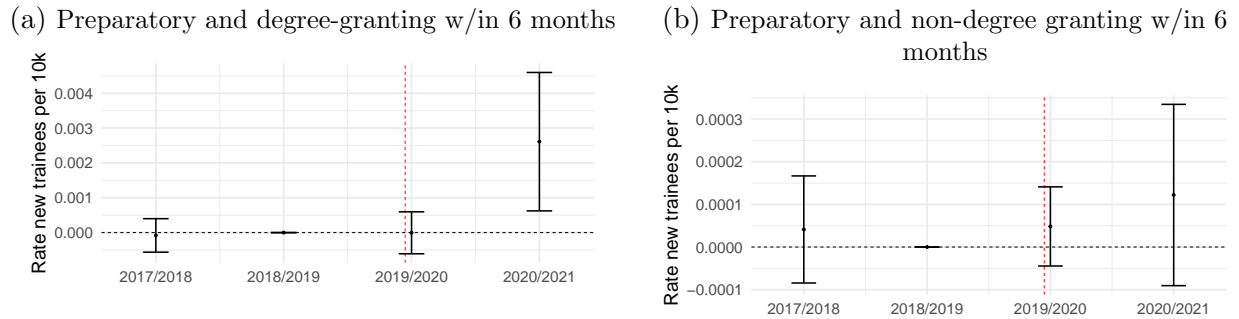 (a) Preparatory and degree-granting w/in 6 months
Rate new trainees per 10k
0.004
0.003
0.002
0.001
0.000
2017/2018 2018/2019 2019/2020 2020/2021
(b) Preparatory and non-degree granting w/in 6
months
Rate new trainees per 10k
0.0003
0.0002
0.0001
0.0000
−0.0001
2017/2018 2018/2019 2019/2020 2020/2021